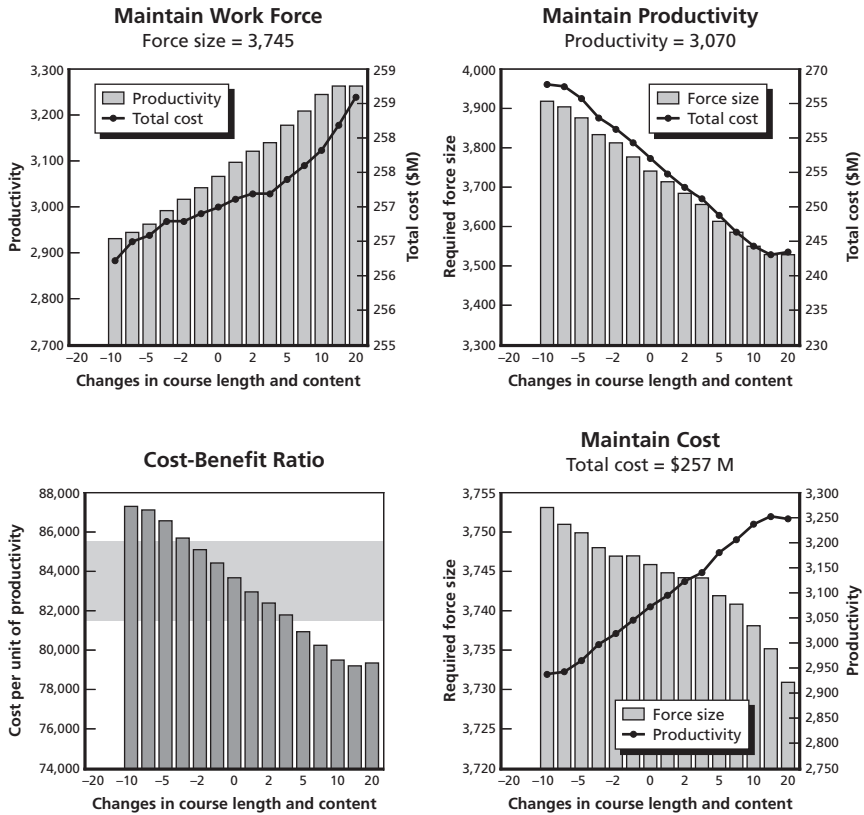 Maintain Work Force
Force size = 3,745
3,300
3,200
3,100
3,000
2,900
2,800
2,700
Productivity
Productivity
Total cost
259
259
258
258
257
257
256
256
255
Total cost ($M)
–20 –10 –5 –2 0 2 5 10 20
Changes in course length and content
Maintain Productivity
Productivity = 3,070
4,000
3,900
3,800
3,700
3,600
3,500
3,400
3,300
Required force size
Force size
Total cost
270
255
255
255
250
245
240
235
230
Total cost ($M)
–20 –10 –5 –2 0 2 5 10 20
Changes in course length and content
Cost-Benefit Ratio
88,000
86,000
84,000
82,000
80,000
78,000
76,000
74,000
Cost per unit of productivity
–20 –10 –5 –2 0 2 5 10 20
Changes in course length and content
Maintain Cost
Total cost = $257 M
3,755
3,750
3,745
3,740
3,735
3,730
3,725
3,720
Required force size
Force size
Productivity
3,300
3,250
3,200
3,150
3,100
3,050
3,000
2,950
2,900
2,850
2,800
2,750
Productivity
–20 –10 –5 –2 0 2 5 10 20
Changes in course length and content